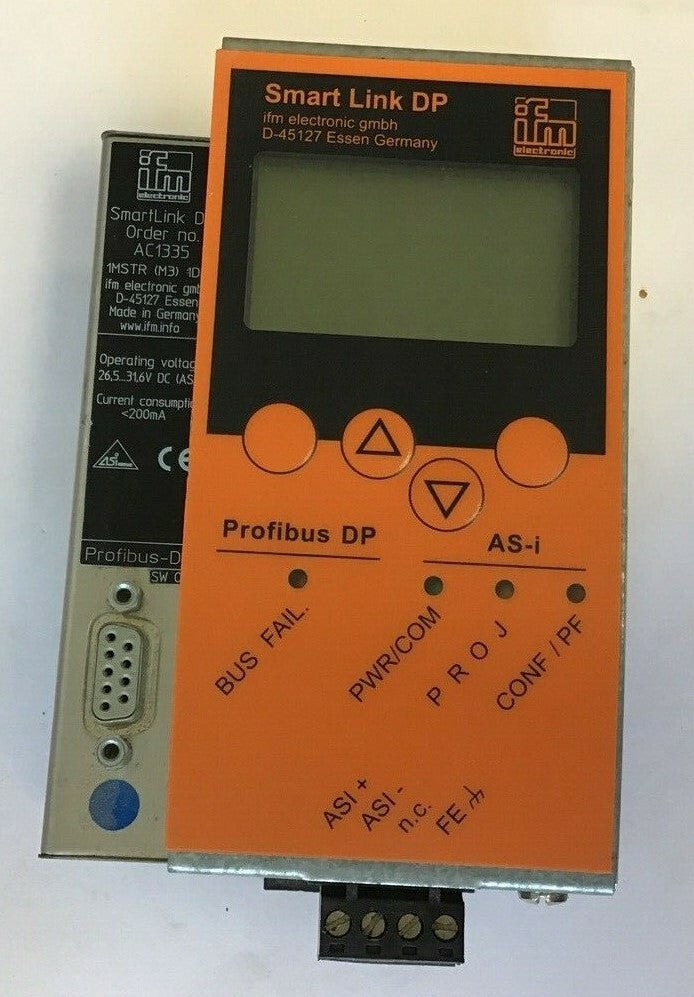 Smart Link DP
ifm electronic gmbh
D-45127 Essen Germany
ifm
electronic
ifm
electronic
SmartLink D
Order no.
AC1335
1MSTR (M3) 1D
ifm electronic gmb
D-45127 Essen
Made in Germany
www.ifm.info
Operating voltag
26,5...31,6V DC (AS
Current consumptio
<200mA
ASi
CE
Profibus-D
SW
Profibus DP
AS-i
BUS FAIL.
PWR/COM
PROJ
CONF / PF
ASI +
ASI -
n.c.
FE